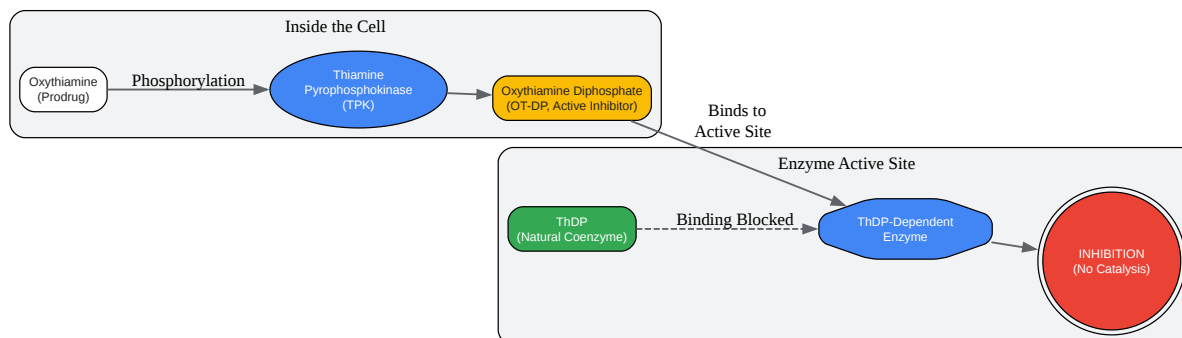 Inside the Cell
Oxythiamine
(Prodrug)
Phosphorylation
Thiamine
Pyrophosphokinase
(TPK)
Oxythiamine Diphosphate
(OT-DP, Active Inhibitor)
Binds to
Active Site
Enzyme Active Site
ThDP
(Natural Coenzyme)
Binding Blocked
ThDP-Dependent
Enzyme
INHIBITION
(No Catalysis)